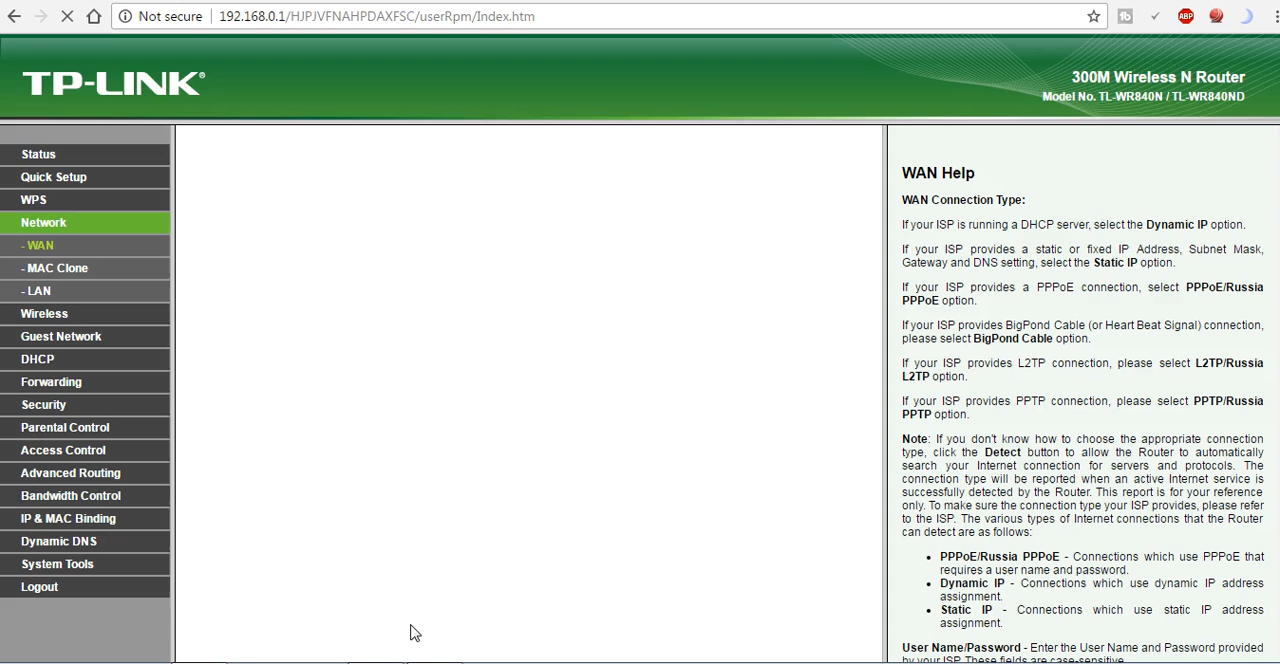 Not secure
192.168.0.1/HJPJVFNAHPDAXFSC/userRpm/Index.htm
ABP
TP-LINK®
300M Wireless N Router
Model No. TL-WR840N / TL-WR840ND
Status
Quick Setup
WPS
Network
- WAN
- MAC Clone
- LAN
Wireless
Guest Network
DHCP
Forwarding
Security
Parental Control
Access Control
Advanced Routing
Bandwidth Control
IP & MAC Binding
Dynamic DNS
System Tools
Logout
WAN Help
WAN Connection Type:
If your ISP is running a DHCP server, select the Dynamic IP option.
If your ISP provides a static or fixed IP Address, Subnet Mask,
Gateway and DNS setting, select the Static IP option.
If your ISP provides a PPPoE connection, select PPPoE/Russia
PPPoE option.
If your ISP provides BigPond Cable (or Heart Beat Signal) connection,
please select BigPond Cable option.
If your ISP provides L2TP connection, please select L2TP/Russia
L2TP option.
If your ISP provides PPTP connection, please select PPTP/Russia
PPTP option.
Note: If you don't know how to choose the appropriate connection
type, click the Detect button to allow the Router to automatically
search your Internet connection for servers and protocols. The
connection type will be reported when an active Internet service is
successfully detected by the Router. This report is for your reference
only. To make sure the connection type your ISP provides, please refer
to the ISP. The various types of Internet connections that the Router
can detect are as follows:
• PPPoE/Russia PPPoE - Connections which use PPPoE that
requires a user name and password.
• Dynamic IP - Connections which use dynamic IP address
assignment.
• Static IP - Connections which use static IP address
assignment.
User Name/Password - Enter the User Name and Password provided
by your ISP. These fields are case-sensitive.